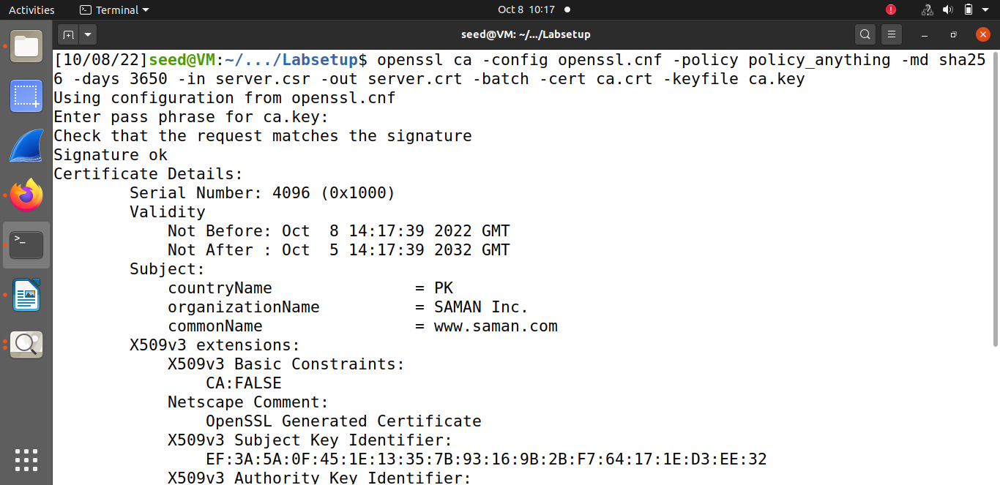 Activities Terminal Oct 8 10:17
seed@VM: ~/.../Labsetup
[10/08/22]seed@VM:~/.../Labsetup$ openssl ca -config openssl.cnf -policy policy_anything -md sha25
6 -days 3650 -in server.csr -out server.crt -batch -cert ca.crt -keyfile ca.key
Using configuration from openssl.cnf
Enter pass phrase for ca.key:
Check that the request matches the signature
Signature ok
Certificate Details:
Serial Number: 4096 (0x1000)
Validity
Not Before: Oct  8 14:17:39 2022 GMT
Not After : Oct  5 14:17:39 2032 GMT
Subject:
countryName = PK
organizationName = SAMAN Inc.
commonName = www.saman.com
X509v3 extensions:
X509v3 Basic Constraints:
CA:FALSE
Netscape Comment:
OpenSSL Generated Certificate
X509v3 Subject Key Identifier:
EF:3A:5A:0F:45:1E:13:35:7B:93:16:9B:2B:F7:64:17:1E:D3:EE:32
X509v3 Authority Key Identifier: